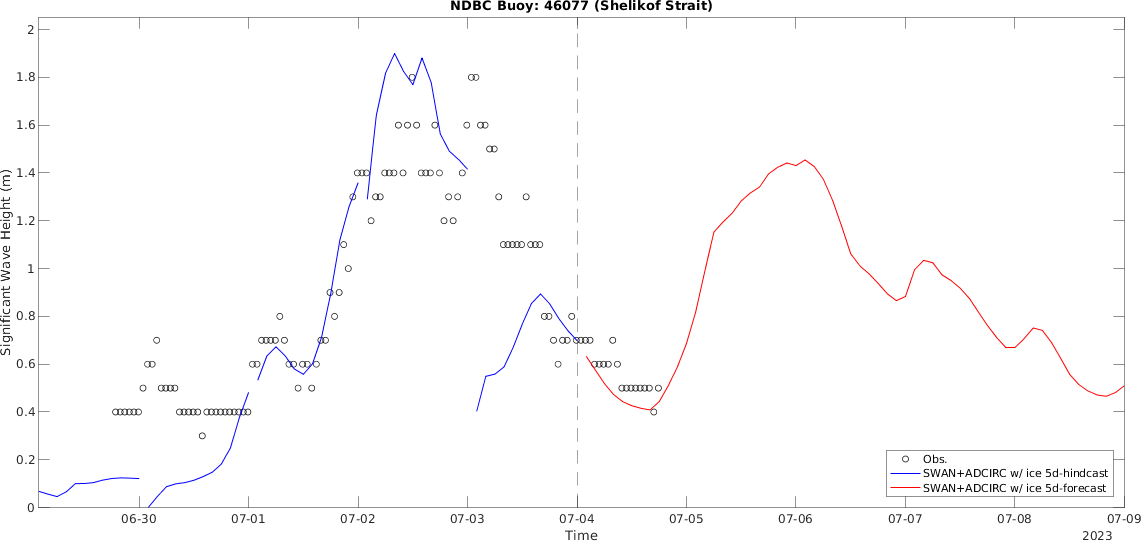 NDBC Buoy: 46077 (Shelikof Strait)
2
1.8
1.6
1.4
1.2
1
0.8
0.6
0.4
0.2
0
Significant Wave Height (m)
Obs.
SWAN+ADCIRC w/ ice 5d-hindcast
SWAN+ADCIRC w/ ice 5d-forecast
06-30 07-01 07-02 07-03 07-04 07-05 07-06 07-07 07-08 07-09
Time
2023